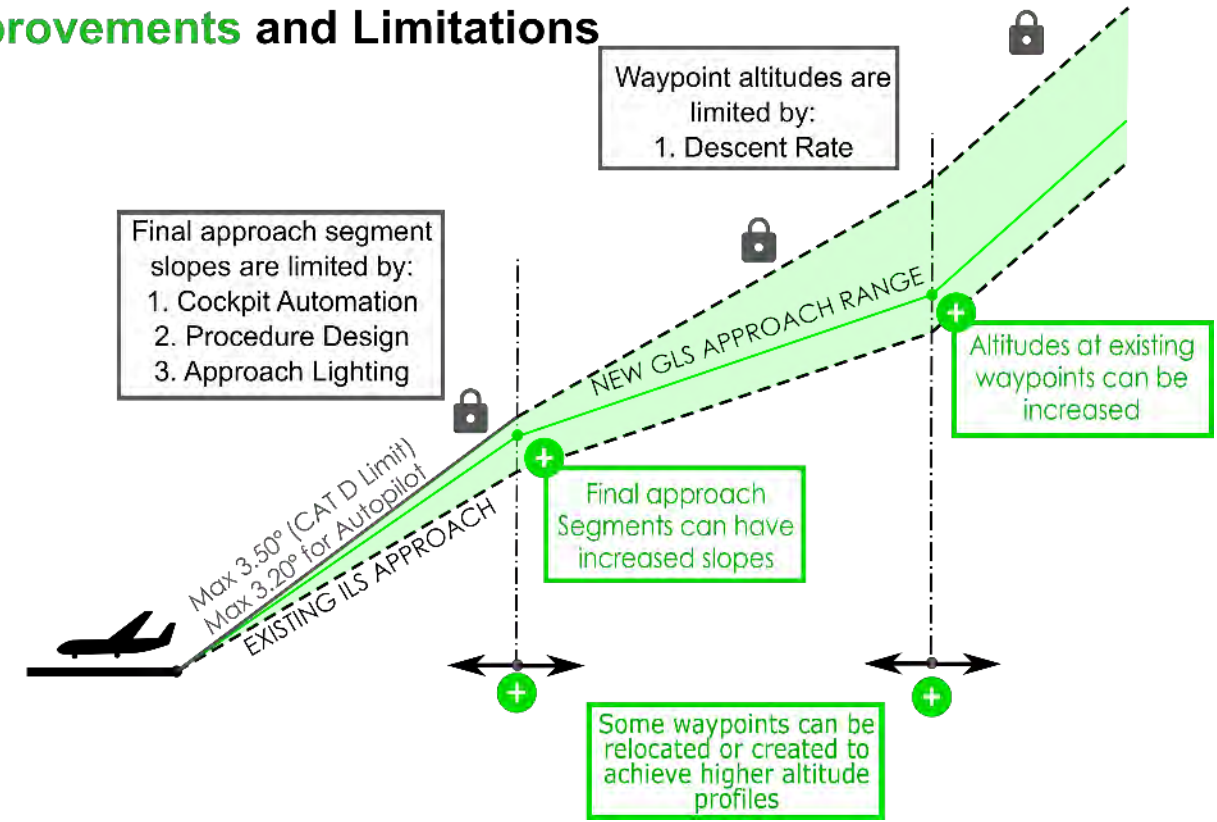 rovements and Limitations
Waypoint altitudes are
limited by:
1. Descent Rate
Final approach segment
slopes are limited by:
1. Cockpit Automation
2. Procedure Design
3. Approach Lighting
NEW GLS APPROACH RANGE
Altitudes at existing
waypoints can be
increased
Max 3.50° (CAT D Limit)
Max 3.20° for Autopilot
EXISTING ILS APPROACH
Final approach
Segments can have
increased slopes
Some waypoints can be
relocated or created to
achieve higher altitude
profiles